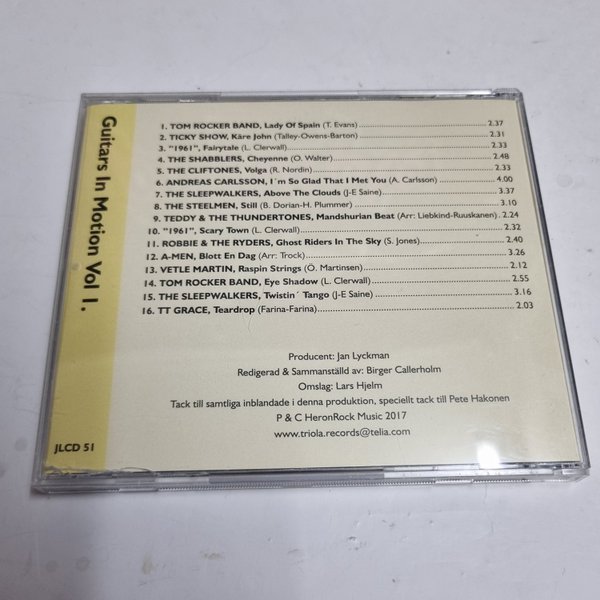 Guitars In Motion Vol 1.
1. TOM ROCKER BAND, Lady Of Spain (T. Evans) 2.37
2. TICKY SHOW, Käre John (Talley-Owens-Barton) 2.31
3. "1961", Fairytale (L. Clerwall) 2.33
4. THE SHABBLERS, Cheyenne (O. Walter) 2.48
5. THE CLIFTONES, Volga (R. Nordin) 2.33
6. ANDREAS CARLSSON, I´m So Glad That I Met You (A. Carlsson) 4.00
7. THE SLEEPWALKERS, Above The Clouds (J-E Saine) 3.37
8. THE STEELMEN, Still (B. Dorian-H. Plummer) 3.10
9. TEDDY & THE THUNDERTONES, Mandshurian Beat (Arr: Liebkind-Ruuskanen) 2.24
10. "1961", Scary Town (L. Clerwall) 2.32
11. ROBBIE & THE RYDERS, Ghost Riders In The Sky (S. Jones) 2.40
12. A-MEN, Blott En Dag (Arr: Trock) 3.26
13. VETLE MARTIN, Raspin Strings (Ö. Martinsen) 2.12
14. TOM ROCKER BAND, Eye Shadow (L. Clerwall) 2.55
15. THE SLEEPWALKERS, Twistin´ Tango (J-E Saine) 3.16
16. TT GRACE, Teardrop (Farina-Farina) 2.03
Producent: Jan Lyckman
Redigerad & Sammanställd av: Birger Callerholm
Omslag: Lars Hjelm
Tack till samtliga inblandade i denna produktion, speciellt tack till Pete Hakonen
P & C HeronRock Music 2017
www.triola.records@telia.com
JLCD 51